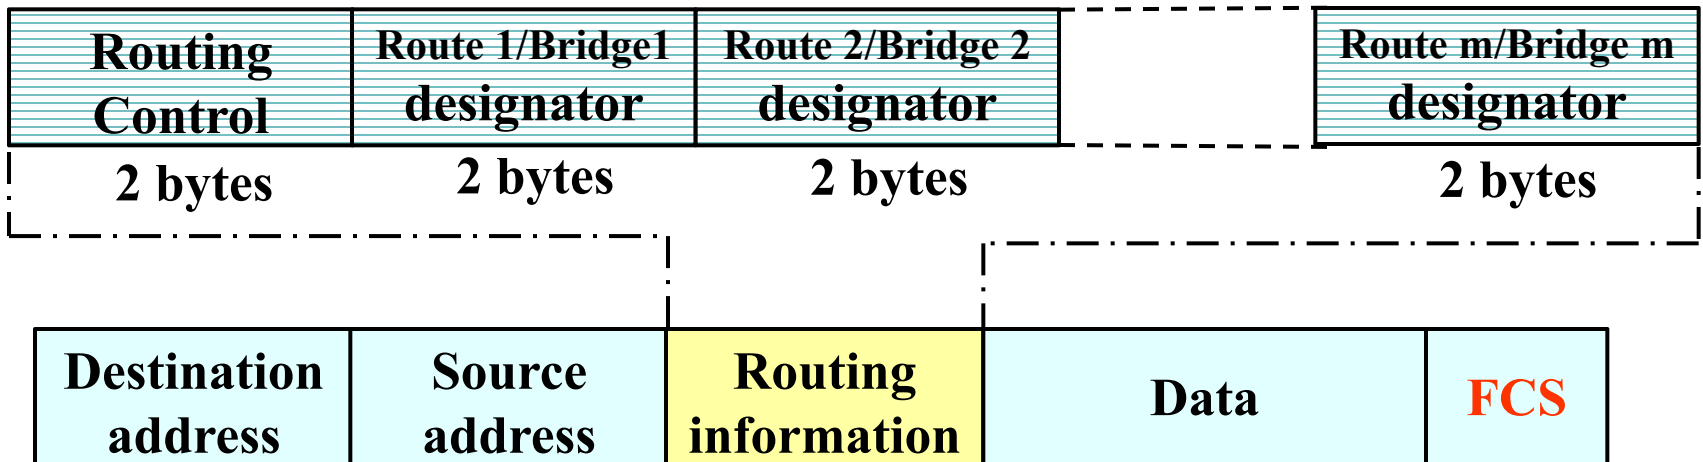 Routing
Control
Route 1/Bridge1
designator
Route 2/Bridge 2
designator
Route m/Bridge m
designator
2 bytes
2 bytes
2 bytes
2 bytes
Destination
address
Source
address
Routing
information
Data
FCS